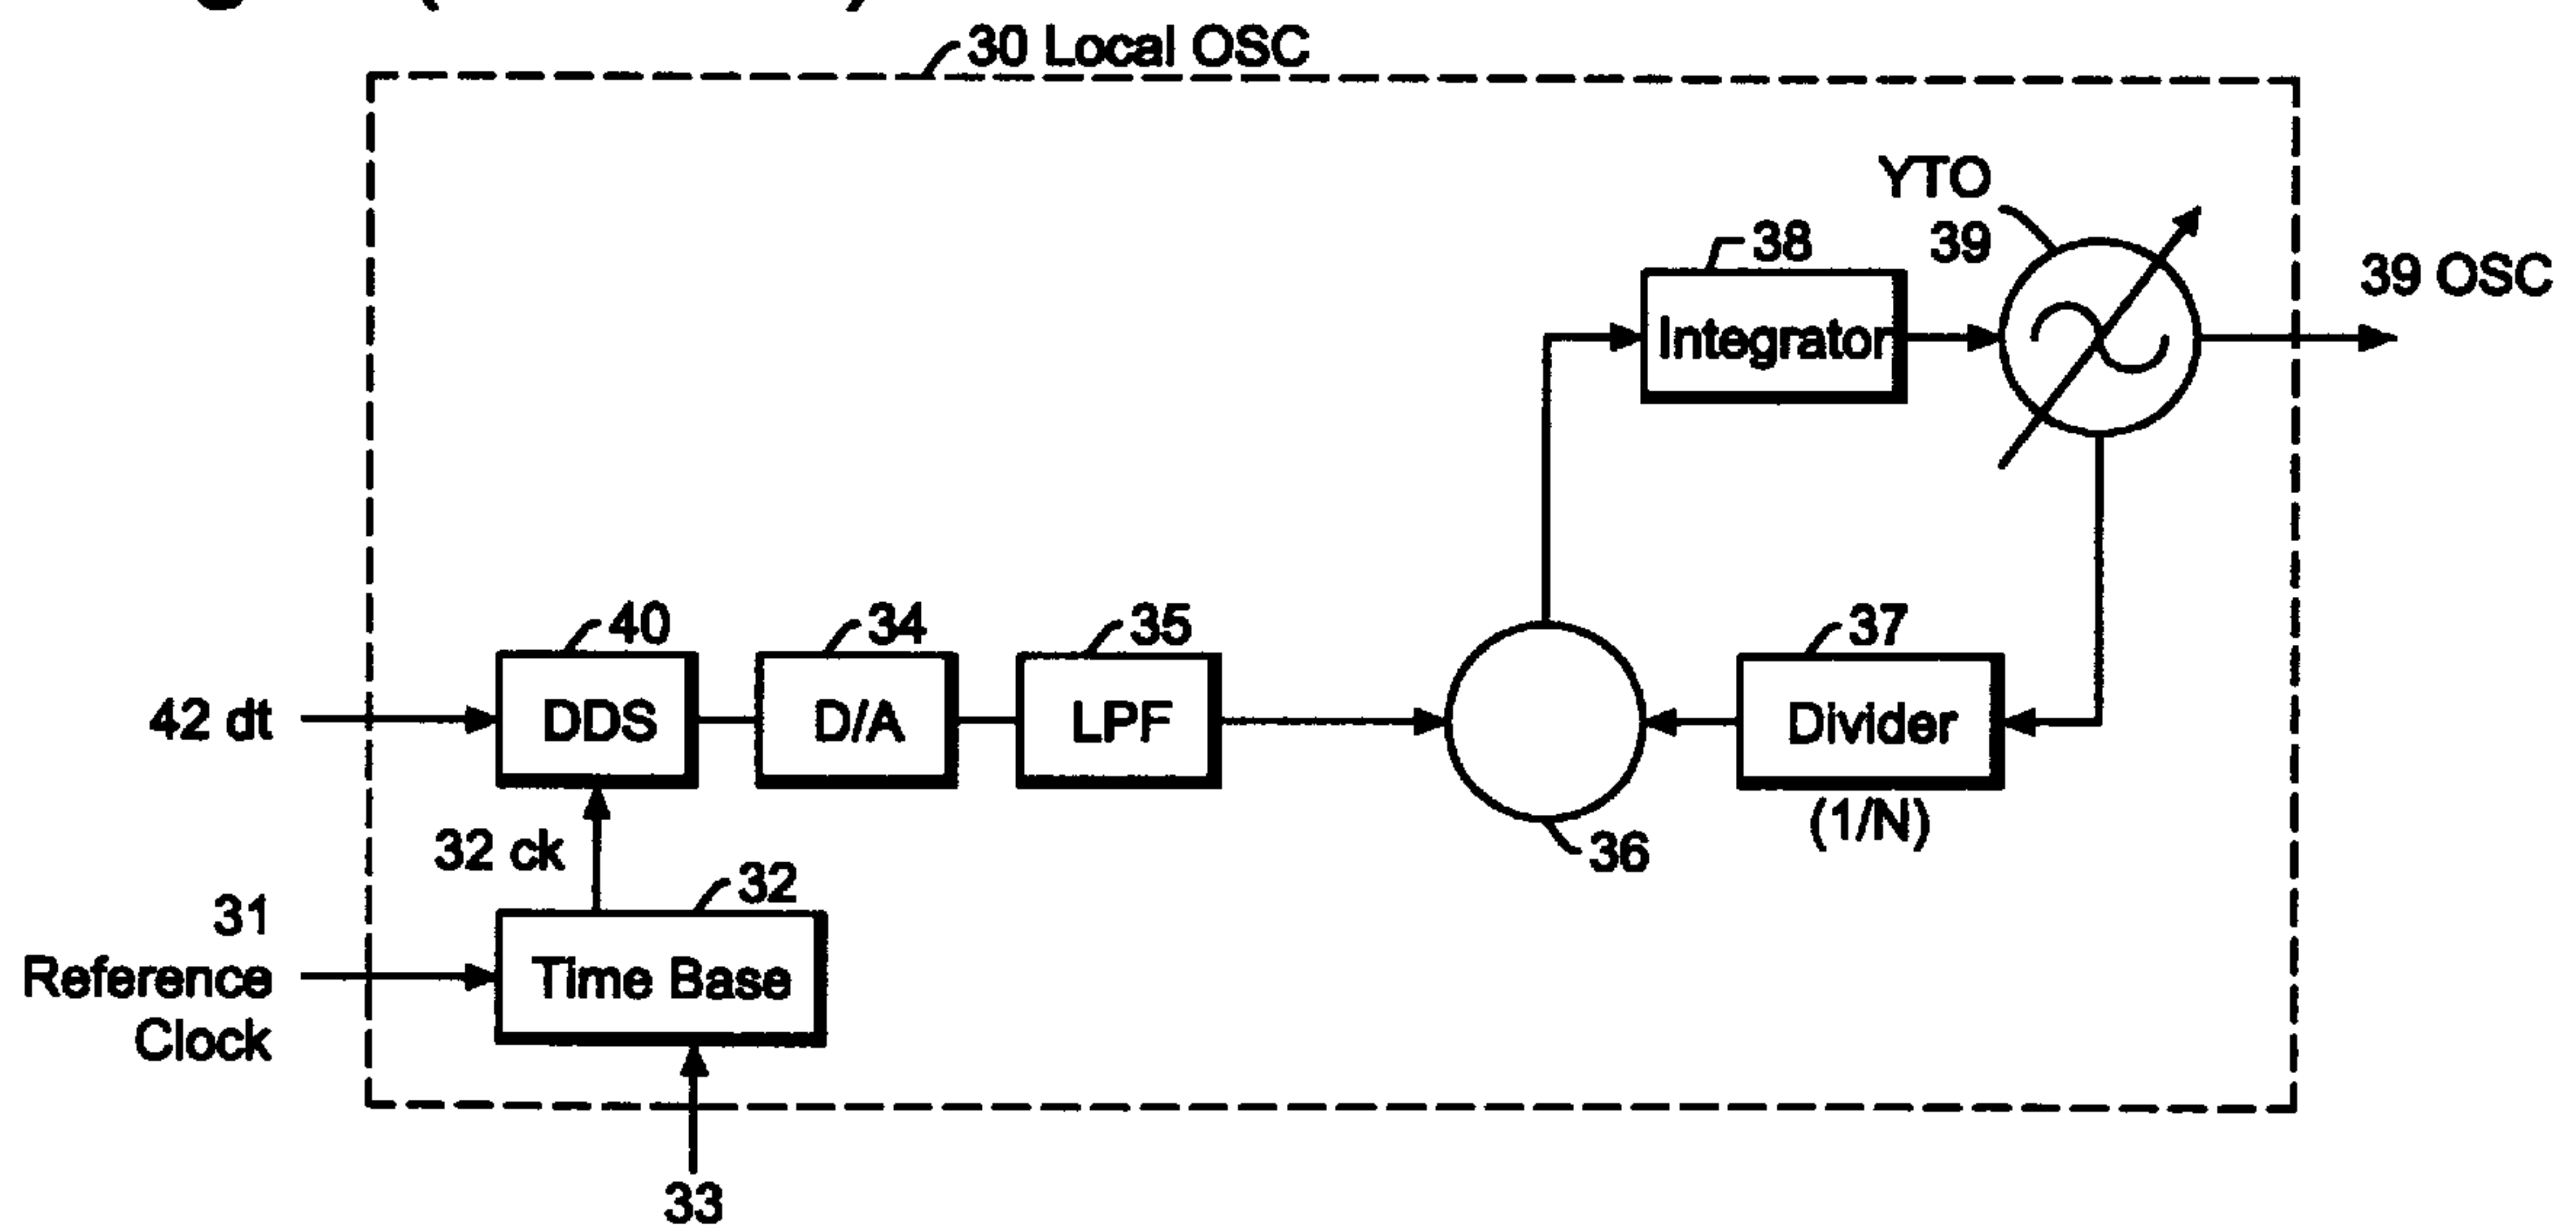 30 Local OSC
YTO
39
38
39 OSC
Integrator
40
34
35
37
42 dt
DDS
D/A
LPF
Divider
(1/N)
36
32 ck
32
31
Reference
Clock
Time Base
33